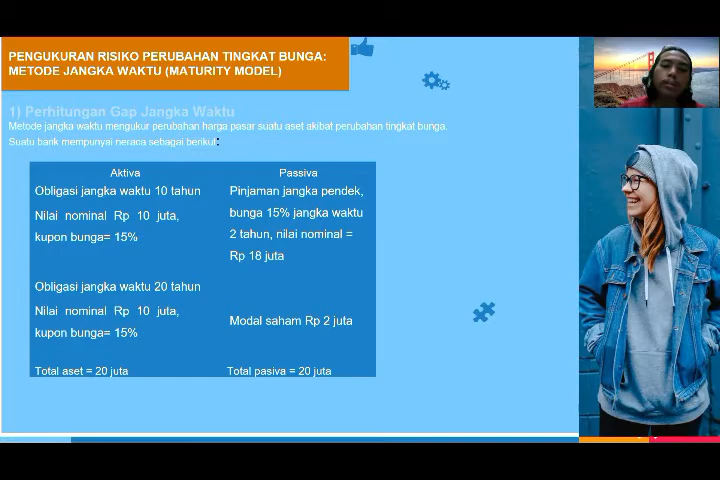 PENGUKURAN RISIKO PERUBAHAN TINGKAT BUNGA:
METODE JANGKA WAKTU (MATURITY MODEL)
1) Perhitungan Gap Jangka Waktu
Metode jangka waktu mengukur perubahan harga pasar suatu aset akibat perubahan tingkat bunga.
Suatu bank mempunyai neraca sebagai berikut:
Aktiva
Passiva
Obligasi jangka waktu 10 tahun
Nilai nominal Rp 10 juta,
kupon bunga= 15%
Pinjaman jangka pendek,
bunga 15% jangka waktu
2 tahun, nilai nominal =
Rp 18 juta
Obligasi jangka waktu 20 tahun
Nilai nominal Rp 10 juta,
kupon bunga= 15%
Modal saham Rp 2 juta
Total aset = 20 juta
Total pasiva = 20 juta